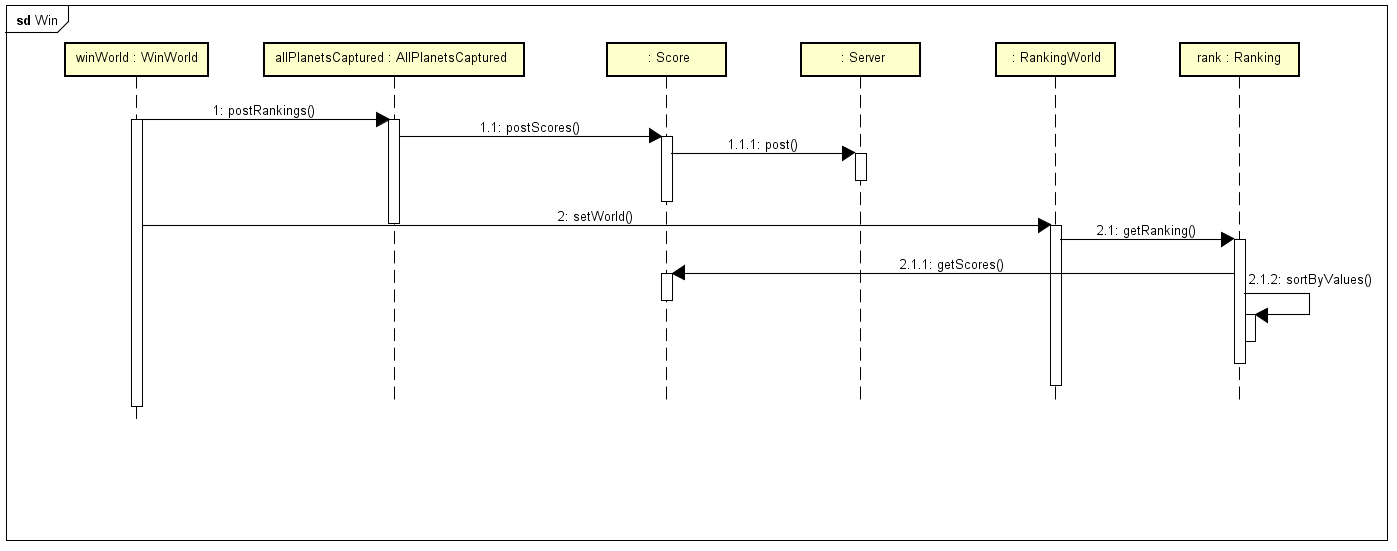 sd Win
winWorld : WinWorld
allPlanetsCaptured : AllPlanetsCaptured
: Score
: Server
: RankingWorld
rank : Ranking
1: postRankings()
1.1: postScores()
1.1.1: post()
2: setWorld()
2.1: getRanking()
2.1.1: getScores()
2.1.2: sortByValues()